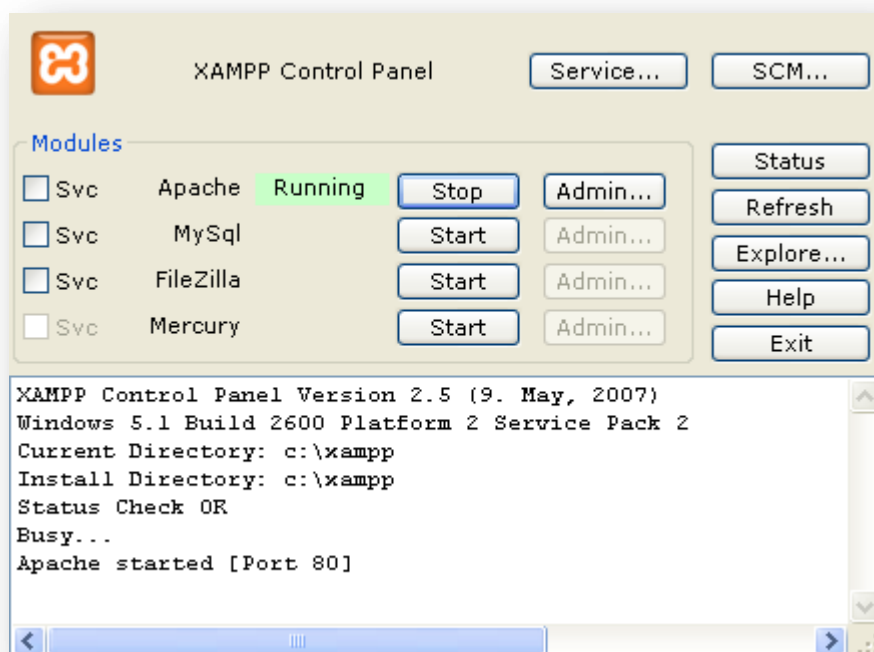 XAMPP Control Panel
Service...
SCM...
Modules
Svc Apache Running Stop Admin...
Svc MySql Start Admin...
Svc FileZilla Start Admin...
Svc Mercury Start Admin...
Status
Refresh
Explore...
Help
Exit
XAMPP Control Panel Version 2.5 (9. May, 2007)
Windows 5.1 Build 2600 Platform 2 Service Pack 2
Current Directory: c:\xampp
Install Directory: c:\xampp
Status Check OK
Busy...
Apache started [Port 80]